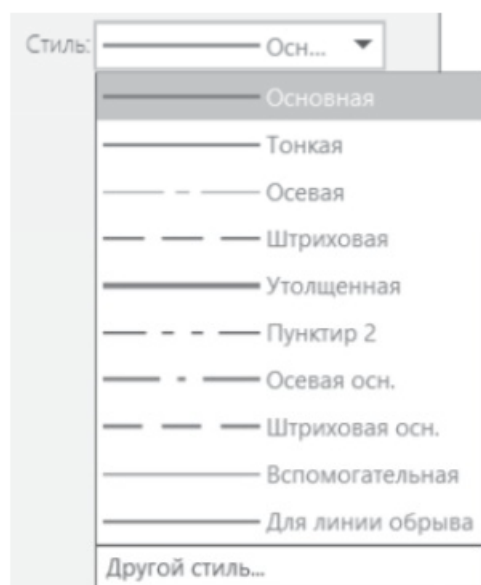 Стиль: Осн...
Основная
Тонкая
Осевая
Штриховая
Утолщенная
Пунктир 2
Осевая осн.
Штриховая осн.
Вспомогательная
Для линии обрыва
Другой стиль...